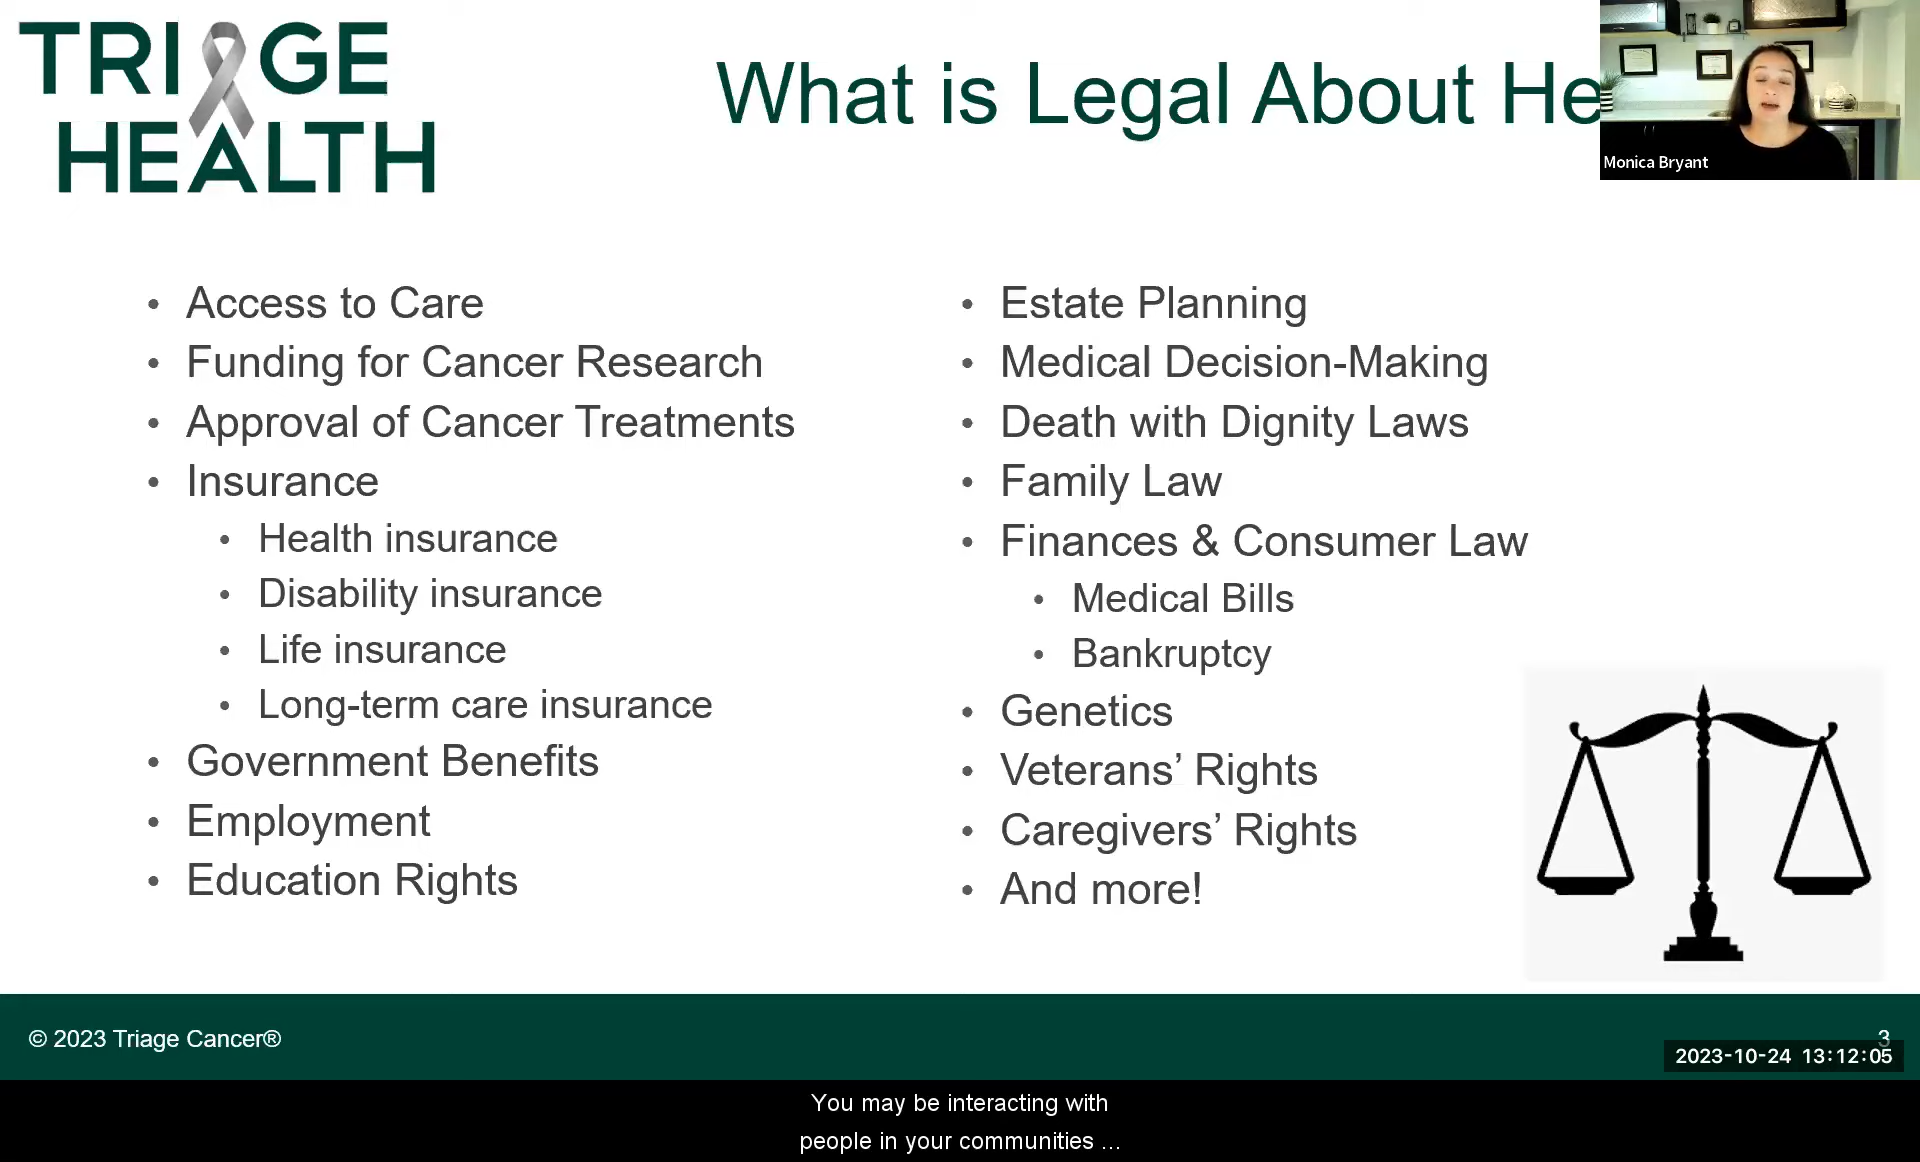 TRIAGE
HEALTH
What is Legal About He
Monica Bryant
• Access to Care
• Funding for Cancer Research
• Approval of Cancer Treatments
• Insurance
• Health insurance
• Disability insurance
• Life insurance
• Long-term care insurance
• Government Benefits
• Employment
• Education Rights
• Estate Planning
• Medical Decision-Making
• Death with Dignity Laws
• Family Law
• Finances & Consumer Law
• Medical Bills
• Bankruptcy
• Genetics
• Veterans’ Rights
• Caregivers’ Rights
• And more!
© 2023 Triage Cancer®
3
2023-10-24 13:12:05
You may be interacting with
people in your communities ...